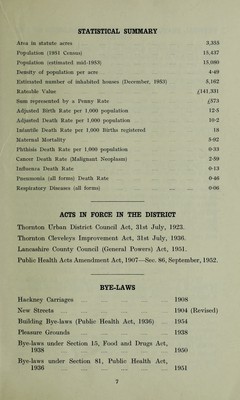 STATISTICAL SUMMARY
Area in statute acres 3,355
Population (1951 Census) 15,437
Population (estimated mid-1953) 15,080
Density of population per acre 4·49
Estimated number of inhabited houses (December, 1953) 5,162
Rateable Value £141,331
Sum represented by a Penny Rate £573
Adjusted Birth Rate per 1,000 population 12·5
Adjusted Death Rate per 1,000 population 10·2
Infantile Death Rate per 1,000 Births registered 18
Maternal Mortality 5·92
Phthisis Death Rate per 1,000 population 0·33
Cancer Death Rate (Malignant Neoplasm) 2·59
Influenza Death Rate 0·13
Pneumonia (all forms) Death Rate 0·46
Respiratory Diseases (all forms) 0·06
ACTS IN FORCE IN THE DISTRICT
Thornton Urban District Council Act, 31st July, 1923.
Thornton Cleveleys Improvement Act, 31st July, 1936.
Lancashire County Council (General Powers) Act, 1951.
Public Health Acts Amendment Act, 1907—Sec. 86, September, 1952.
BYE-LAWS
Hackney Carriages 1908
New Streets 1904 (Revised)
Building Bye-laws (Public Health Act, 1936) 1954
Pleasure Grounds 1938
Bye-laws under Section 15, Food and Drugs Act,
1938 1950
Bye-laws under Section 81, Public Health Act,
1936 1951
7